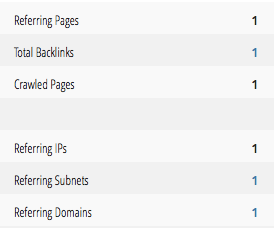 Referring Pages 1
Total Backlinks 1
Crawled Pages 1
Referring IPs 1
Referring Subnets 1
Referring Domains 1